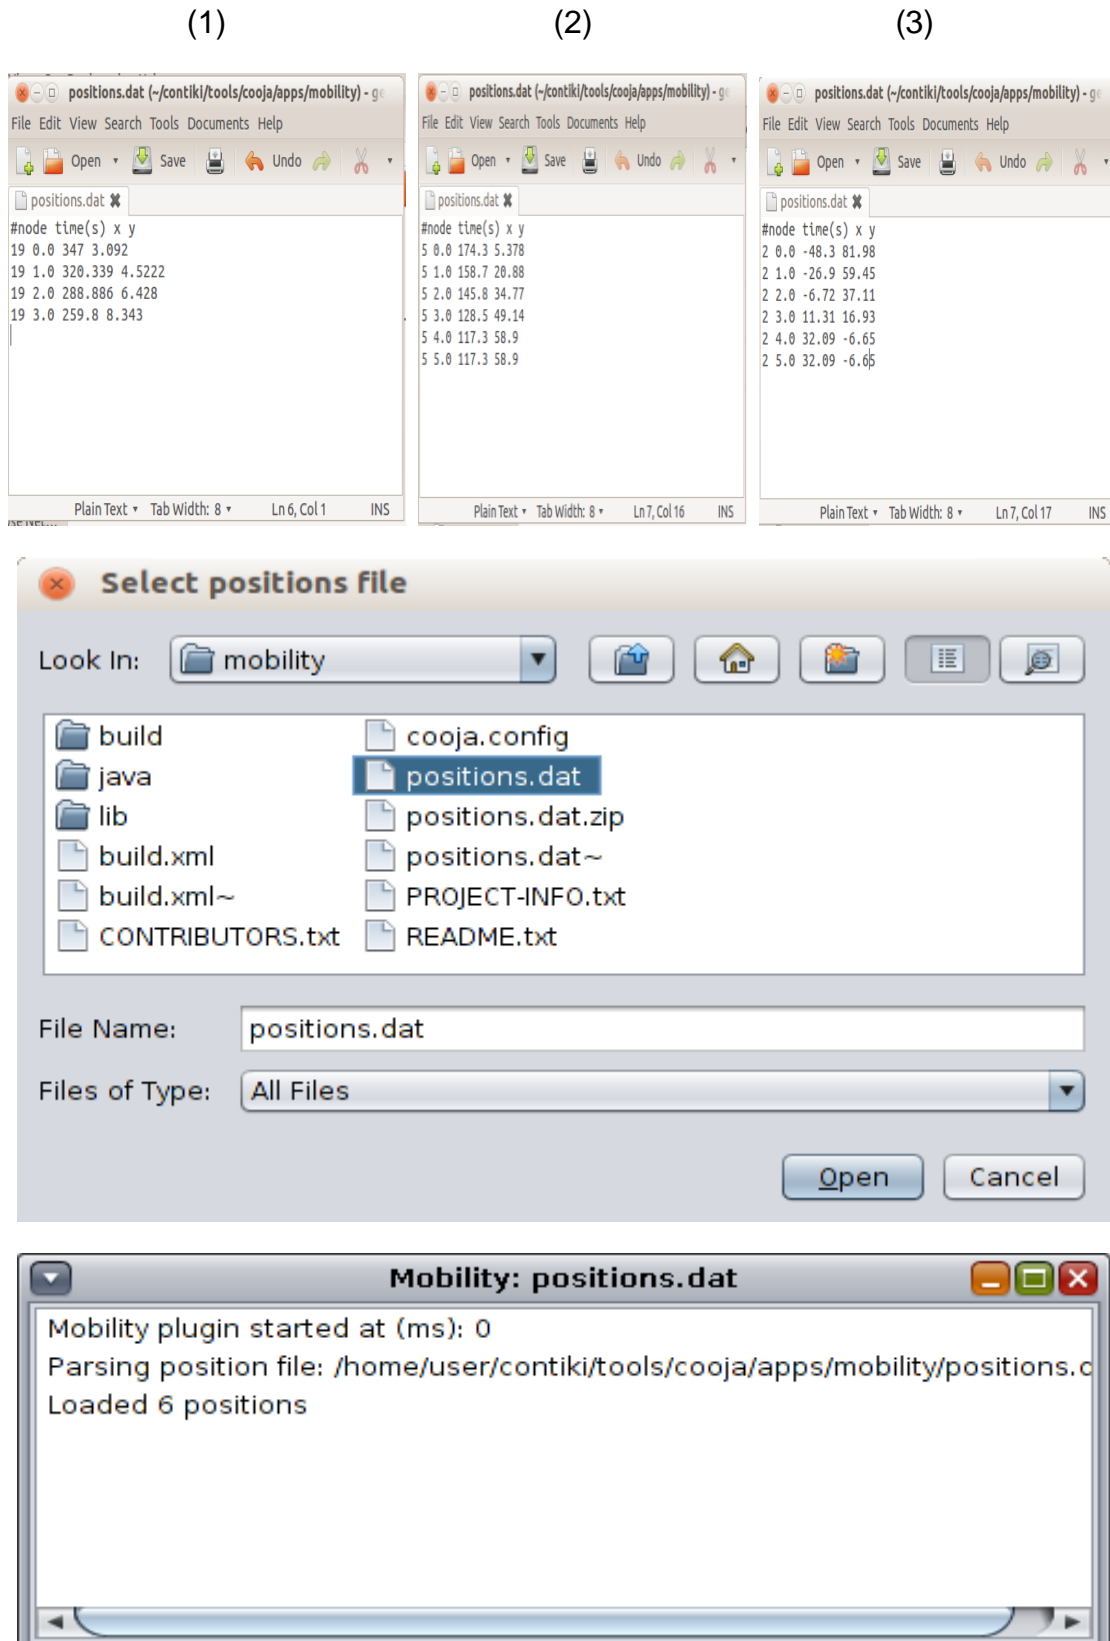 (1) (2) (3)
positions.dat (~/contiki/tools/cooja/apps/mobility) - ge
File Edit View Search Tools Documents Help
Open Save Undo
positions.dat
#node time(s) x y
19 0.0 347 3.092
19 1.0 320.339 4.5222
19 2.0 288.886 6.428
19 3.0 259.8 8.343
Plain Text Tab Width: 8 Ln 6, Col 1 INS
positions.dat (~/contiki/tools/cooja/apps/mobility) - g
File Edit View Search Tools Documents Help
Open Save Undo
positions.dat
#node time(s) x y
5 0.0 174.3 5.378
5 1.0 158.7 20.88
5 2.0 145.8 34.77
5 3.0 128.5 49.14
5 4.0 117.3 58.9
5 5.0 117.3 58.9
Plain Text Tab Width: 8 Ln 7, Col 16 INS
positions.dat (~/contiki/tools/cooja/apps/mobility) - g
File Edit View Search Tools Documents Help
Open Save Undo
positions.dat
#node time(s) x y
2 0.0 -48.3 81.98
2 1.0 -26.9 59.45
2 2.0 -6.72 37.11
2 3.0 11.31 16.93
2 4.0 32.09 -6.65
2 5.0 32.09 -6.65
Plain Text Tab Width: 8 Ln 7, Col 17 INS
Select positions file
Look In: mobility
build
java
lib
build.xml
build.xml~
CONTRIBUTORS.txt
cooja.config
positions.dat
positions.dat.zip
positions.dat~
PROJECT-INFO.txt
README.txt
File Name: positions.dat
Files of Type: All Files
Open Cancel
Mobility: positions.dat
Mobility plugin started at (ms): 0
Parsing position file: /home/user/contiki/tools/cooja/apps/mobility/positions.d
Loaded 6 positions